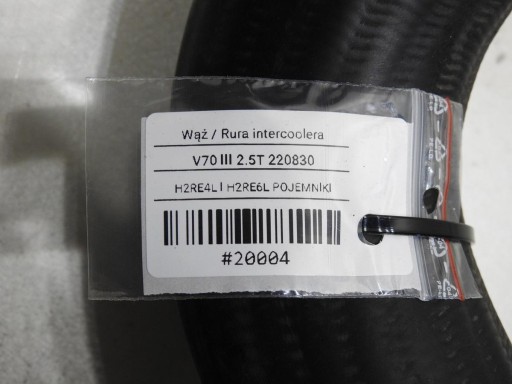 Wąż / Rura intercoolera
V70 III 2.5T 220830
H2RE4L | H2RE6L POJEMNIKI
#20004